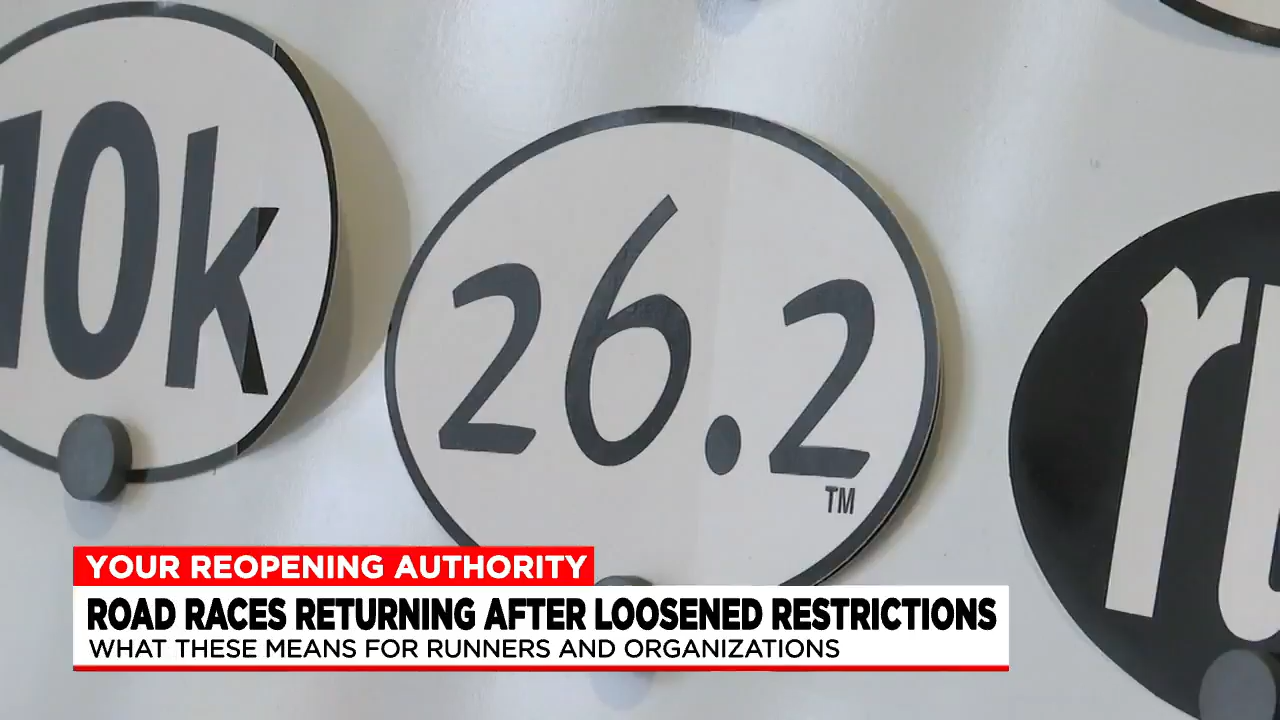 10k
26.2
TM
YOUR REOPENING AUTHORITY
ROAD RACES RETURNING AFTER LOOSENED RESTRICTIONS
WHAT THESE MEANS FOR RUNNERS AND ORGANIZATIONS